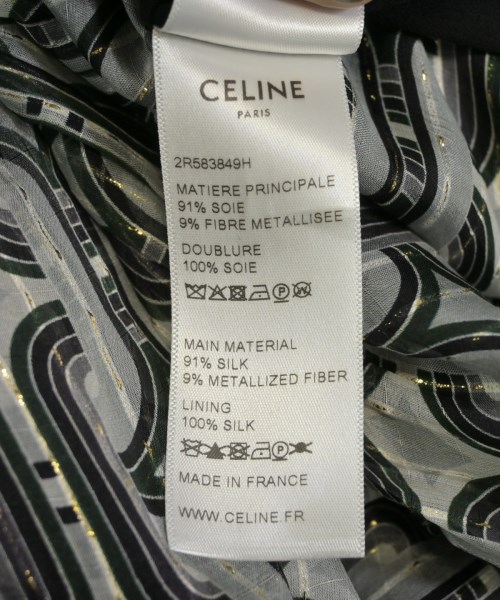 CELINE
PARIS
2R583849H
MATIERE PRINCIPALE
91% SOIE
9% FIBRE METALLISEE
DOUBLURE
100% SOIE
MAIN MATERIAL
91% SILK
9% METALLIZED FIBER
LINING
100% SILK
MADE IN FRANCE
WWW.CELINE.FR